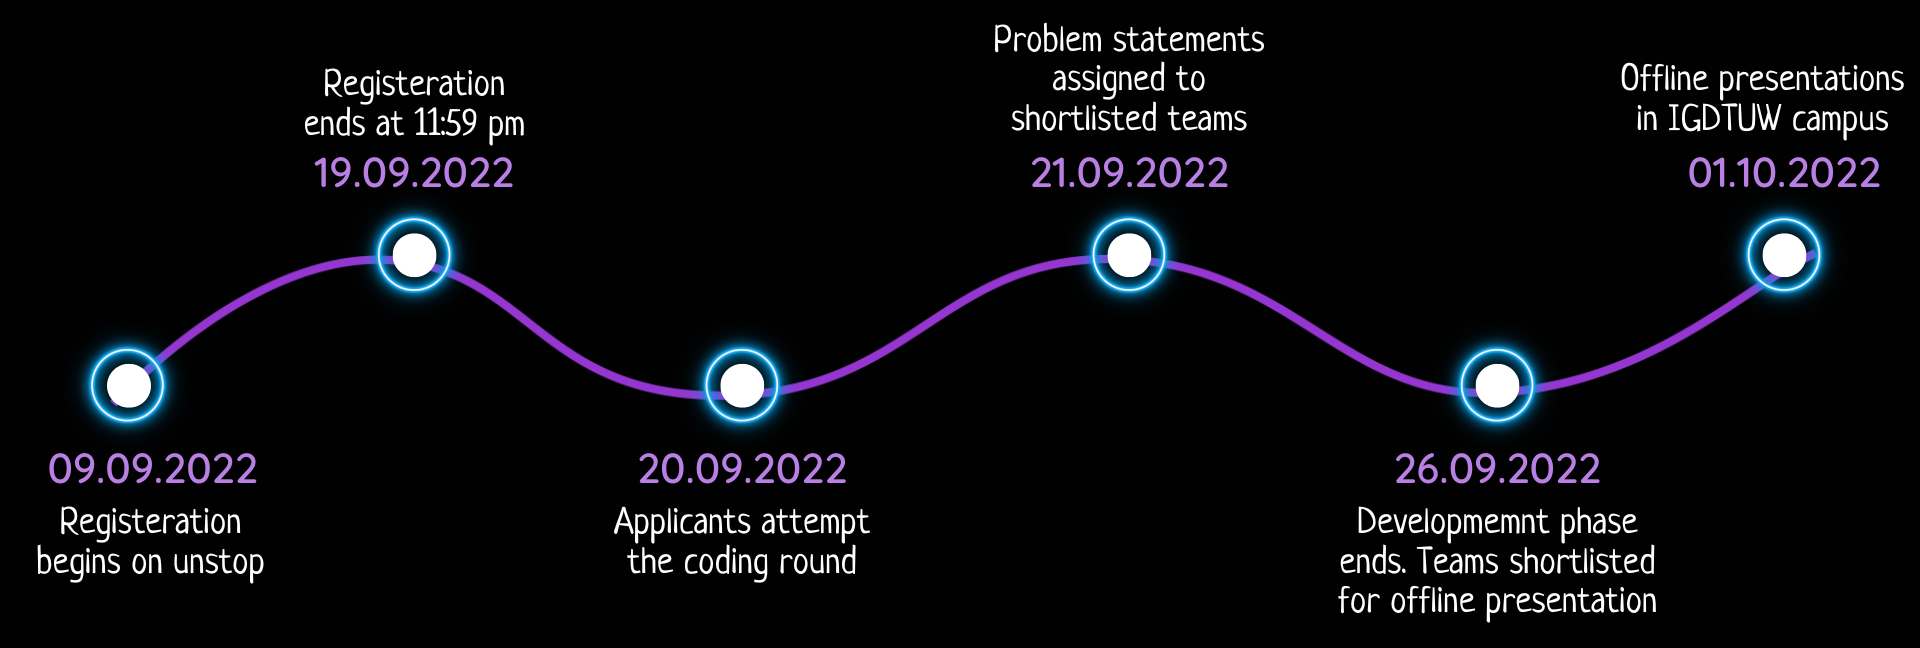 09.09.2022
Registeration
begins on unstop
Registeration
ends at 11:59 pm
19.09.2022
20.09.2022
Applicants attempt
the coding round
Problem statements
assigned to
shortlisted teams
21.09.2022
26.09.2022
Developmemnt phase
ends. Teams shortlisted
for offline presentation
Offline presentations
in IGDTUW campus
01.10.2022